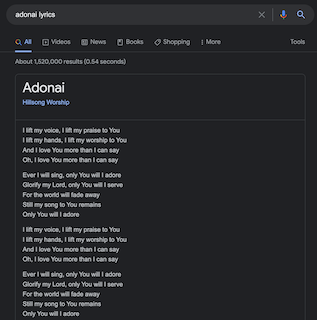 adonai lyrics
All Videos News Books Shopping More Tools
About 1,520,000 results (0.54 seconds)
Adonai
Hillsong Worship
I lift my voice, I lift my praise to You
I lift my hands, I lift my worship to You
And I love You more than I can say
Oh, I love You more than I can say
Ever I will sing, only You will I adore
Glorify my Lord, only You will I serve
For the world will fade away
Still my song to You remains
Only You will I adore
I lift my voice, I lift my praise to You
I lift my hands, I lift my worship to You
And I love You more than I can say
Oh, I love You more than I can say
Ever I will sing, only You will I adore
Glorify my Lord, only You will I serve
For the world will fade away
Still my song to You remains
Only You will I adore